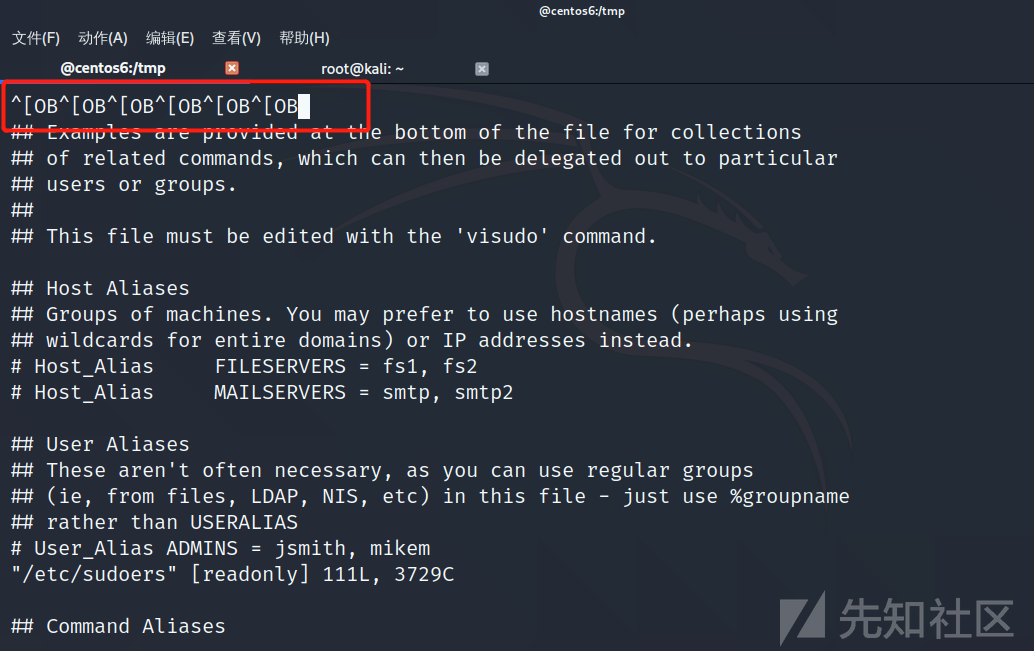 @centos6:/tmp
文件(F) 动作(A) 编辑(E) 查看(V) 帮助(H)
@centos6:/tmp root@kali: ~
^[OB^[OB^[OB^[OB^[OB^[OB
## Examples are provided at the bottom of the file for collections
## of related commands, which can then be delegated out to particular
## users or groups.
##
## This file must be edited with the 'visudo' command.
## Host Aliases
## Groups of machines. You may prefer to use hostnames (perhaps using
## wildcards for entire domains) or IP addresses instead.
# Host_Alias     FILESERVERS = fs1, fs2
# Host_Alias     MAILSERVERS = smtp, smtp2
## User Aliases
## These aren't often necessary, as you can use regular groups
## (ie, from files, LDAP, NIS, etc) in this file - just use %groupname
## rather than USERALIAS
# User_Alias ADMINS = jsmith, mikem
"/etc/sudoers" [readonly] 111L, 3729C
## Command Aliases
先知社区